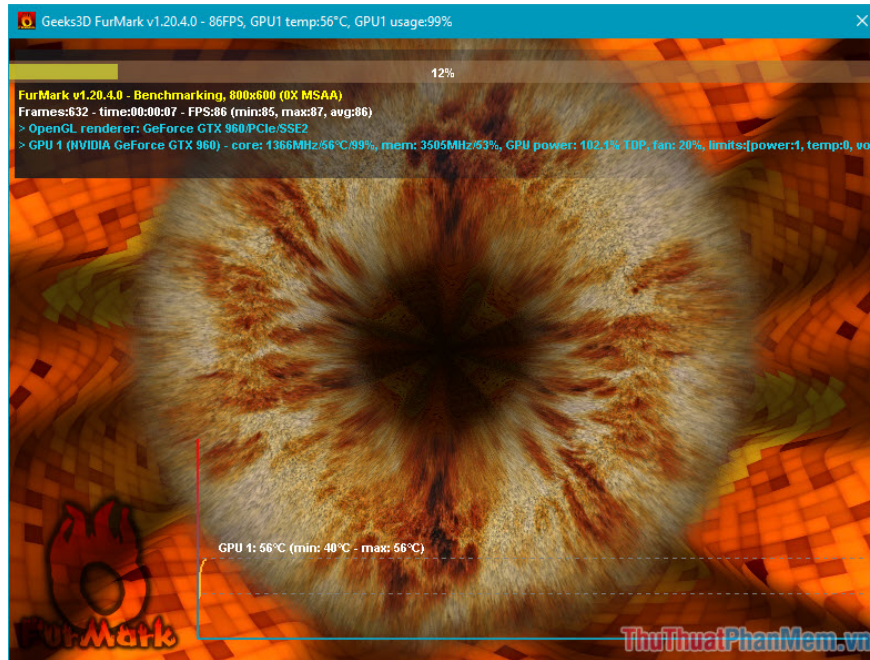 Geeks3D FurMark v1.20.4.0 - 86FPS, GPU1 temp:56°C, GPU1 usage:99%
12%
FurMark v1.20.4.0 - Benchmarking, 800x600 (0X MSAA)
Frames:632 - time:00:00:07 - FPS:86 (min:85, max:87, avg:86)
> OpenGL renderer: GeForce GTX 960/PCIe/SSE2
> GPU 1 (NVIDIA GeForce GTX 960) - core: 1366MHz/56°C/99%, mem: 3505MHz/53%, GPU power: 102.1% TDP, fan: 20%, limits:[power:1, temp:0, vo
GPU 1: 56°C (min: 40°C - max: 56°C)
FurMark
ThuThuatPhanMem.vn